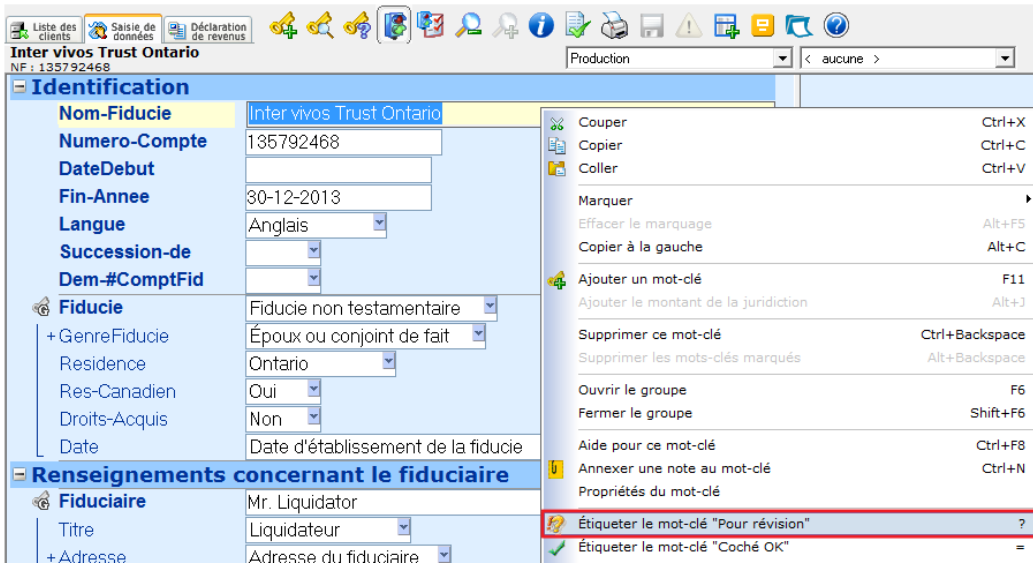 Liste des clients Saisie de données Déclaration de revenus
Inter vivos Trust Ontario
NF : 135792468
Production < aucune >
Identification
Nom-Fiducie Inter vivos Trust Ontario
Numero-Compte 135792468
DateDebut
Fin-Annee 30-12-2013
Langue Anglais
Succession-de
Dem-#ComptFid
Fiducie Fiducie non testamentaire
+GenreFiducie Époux ou conjoint de fait
Residence Ontario
Res-Canadien Oui
Droits-Acquis Non
Date Date d'établissement de la fiducie
Renseignements concernant le fiduciaire
Fiduciaire Mr. Liquidator
Titre Liquidateur
+Adresse Adresse du fiduciaire
Couper Ctrl+X
Copier Ctrl+C
Coller Ctrl+V
Marquer
Effacer le marquage Alt+F5
Copier à la gauche Alt+C
Ajouter un mot-clé F11
Ajouter le montant de la juridiction Alt+J
Supprimer ce mot-clé Ctrl+Backspace
Supprimer les mots-clés marqués Alt+Backspace
Ouvrir le groupe F6
Fermer le groupe Shift+F6
Aide pour ce mot-clé Ctrl+F8
Annexer une note au mot-clé Ctrl+N
Propriétés du mot-clé
Étiqueter le mot-clé "Pour révision" ?
Étiqueter le mot-clé "Coché OK" =